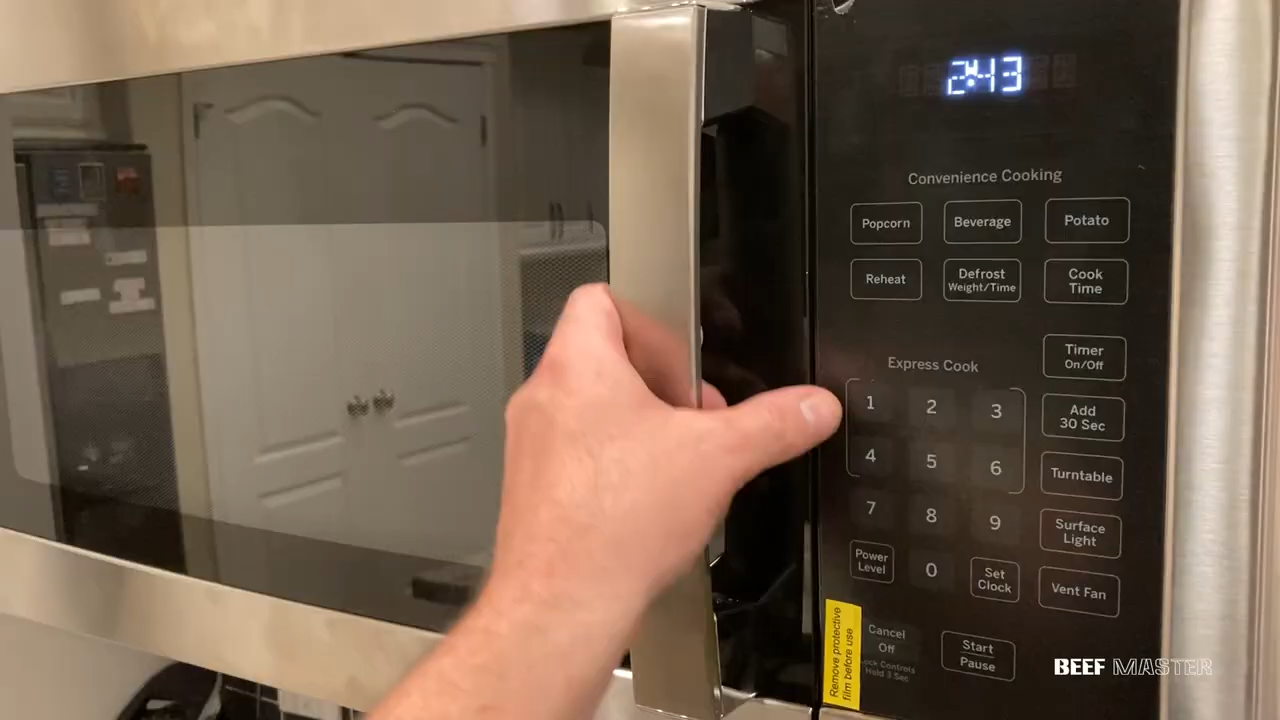 2:43
Convenience Cooking
Popcorn
Beverage
Potato
Reheat
Defrost
Weight/Time
Cook
Time
Timer
On/Off
Express Cook
1
2
3
Add
30 Sec
4
5
6
Turntable
7
8
9
Surface
Light
Power
Level
0
Set
Clock
Vent Fan
Remove protective
film before use
Cancel
Off
Lock Controls
Hold 3 Sec
Start
Pause
BEEF MASTER